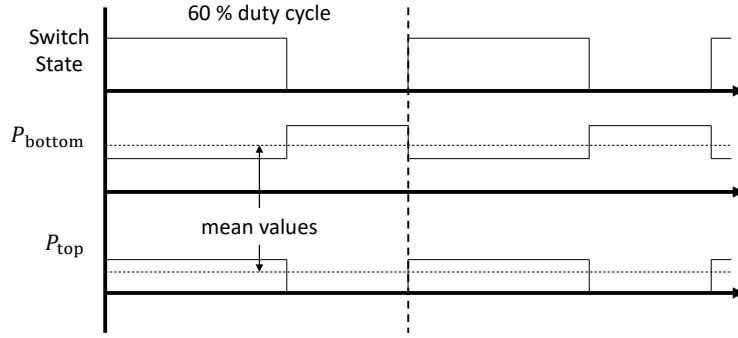 60 % duty cycle
Switch
State
P_bottom
mean values
P_top